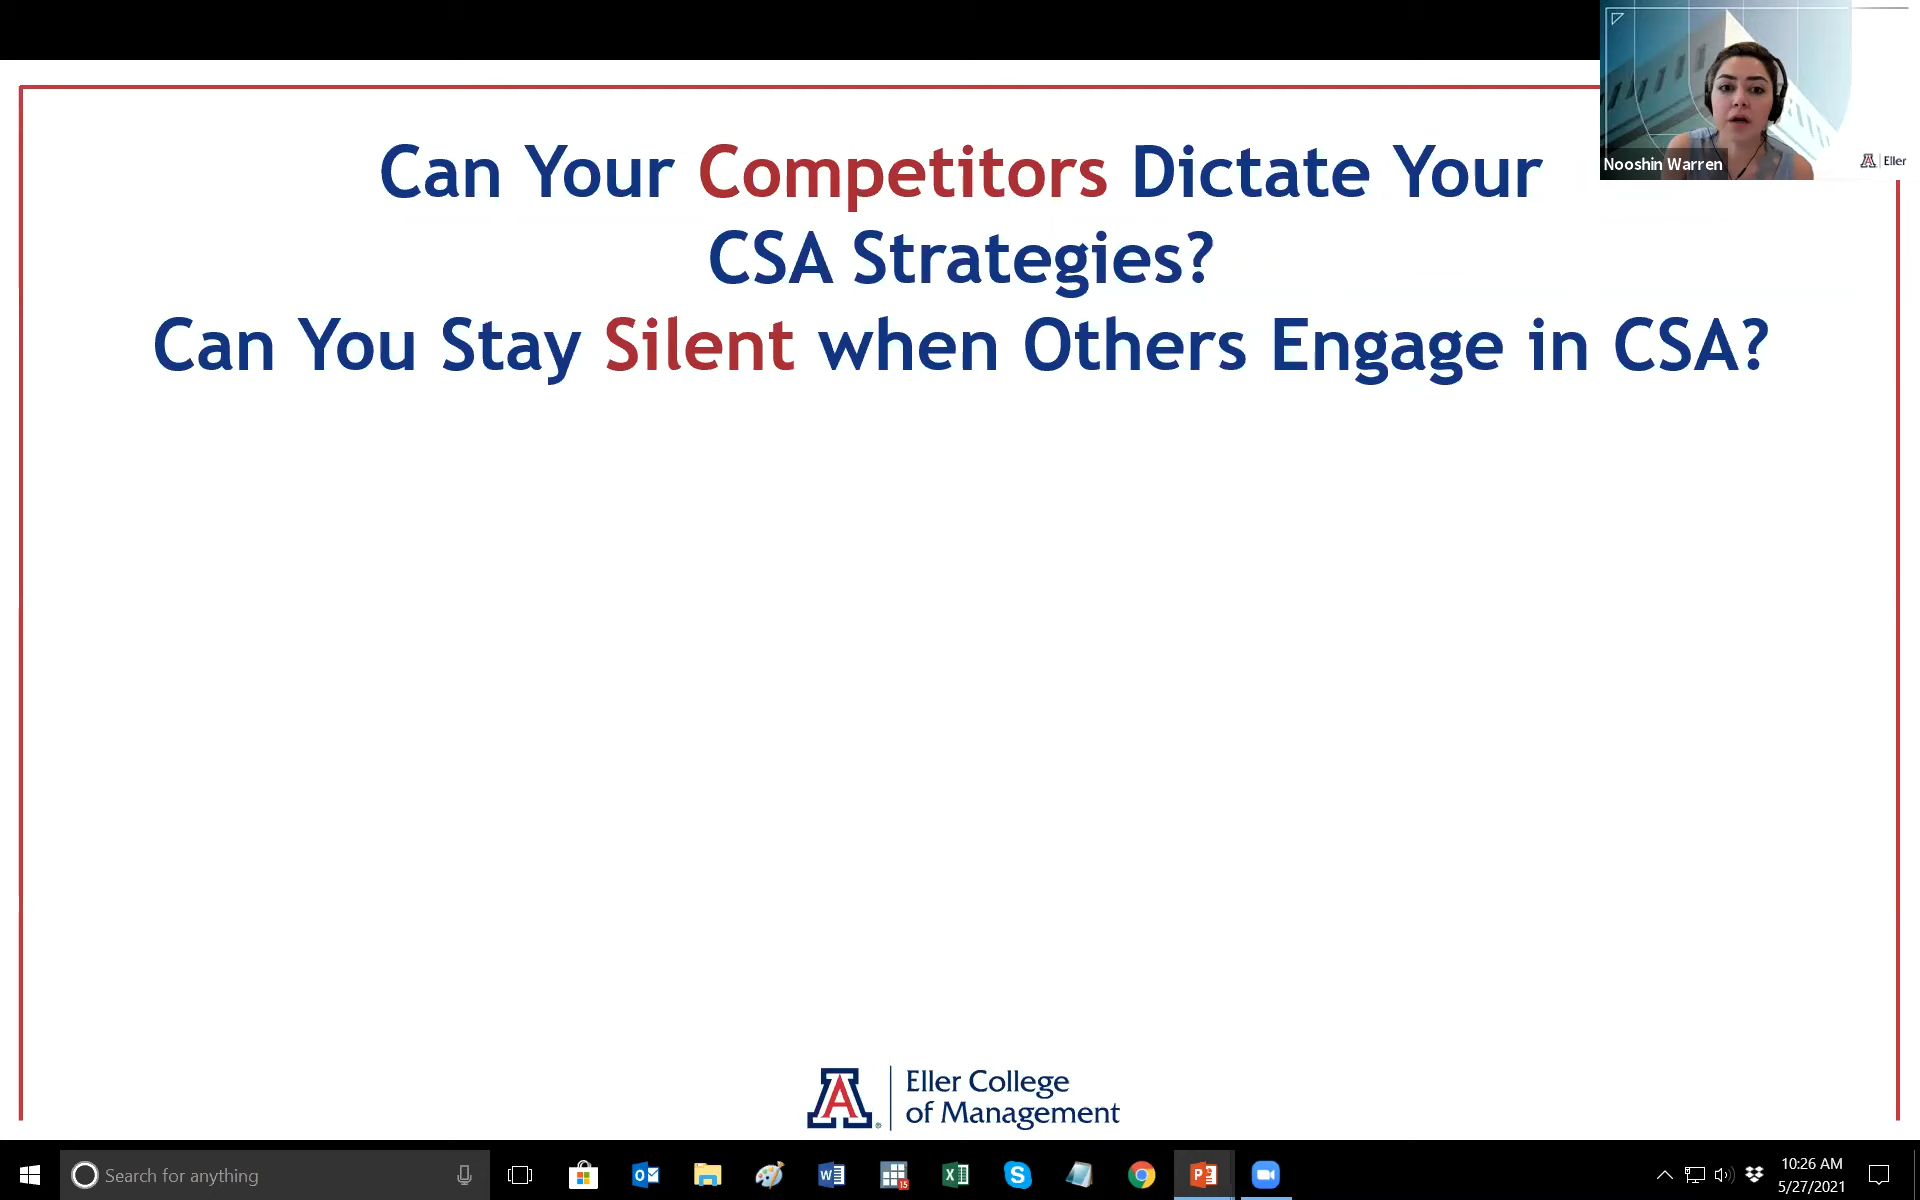 Can Your Competitors Dictate Your
CSA Strategies?
Can You Stay Silent when Others Engage in CSA?
Nooshin Warren
A Eller
A Eller College
of Management
Search for anything
15
10:26 AM
5/27/2021